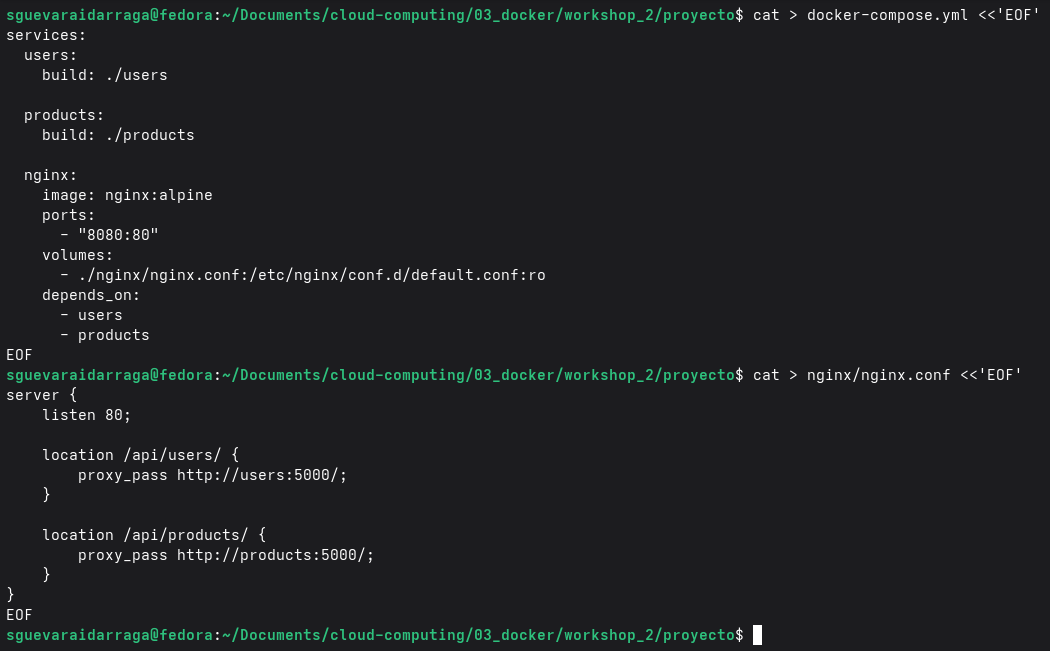 sguevaraidarraga@fedora:~/Documents/cloud-computing/03_docker/workshop_2/proyecto$ cat > docker-compose.yml <<'EOF'
services:
  users:
    build: ./users

  products:
    build: ./products

  nginx:
    image: nginx:alpine
    ports:
      - "8080:80"
    volumes:
      - ./nginx/nginx.conf:/etc/nginx/conf.d/default.conf:ro
    depends_on:
      - users
      - products
EOF
sguevaraidarraga@fedora:~/Documents/cloud-computing/03_docker/workshop_2/proyecto$ cat > nginx/nginx.conf <<'EOF'
server {
    listen 80;

    location /api/users/ {
        proxy_pass http://users:5000/;
    }

    location /api/products/ {
        proxy_pass http://products:5000/;
    }
}
EOF
sguevaraidarraga@fedora:~/Documents/cloud-computing/03_docker/workshop_2/proyecto$